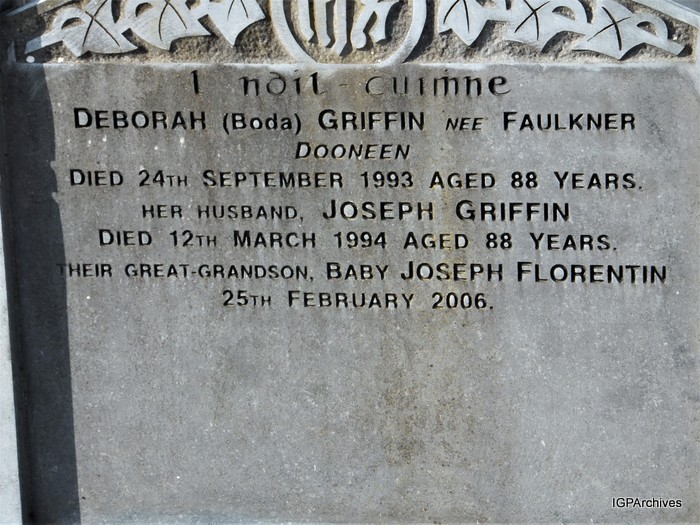 I ndíl-cuimne
DEBORAH (Boda) GRIFFIN NEE FAULKNER
DOONEEN
DIED 24TH SEPTEMBER 1993 AGED 88 YEARS.
HER HUSBAND, JOSEPH GRIFFIN
DIED 12TH MARCH 1994 AGED 88 YEARS.
THEIR GREAT-GRANDSON, BABY JOSEPH FLORENTIN
25TH FEBRUARY 2006.
IGPArchives